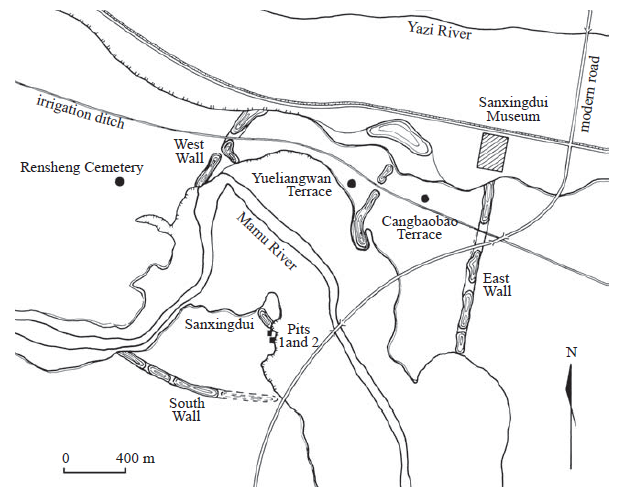 Yazi River
modern road
Sanxingdui
Museum
irrigation ditch
West
Wall
Rensheng Cemetery
Yueliangwan
Terrace
Cangbaobao
Terrace
Mamu River
East
Wall
Sanxingdui
Pits
1and 2
N
South
Wall
0 400 m